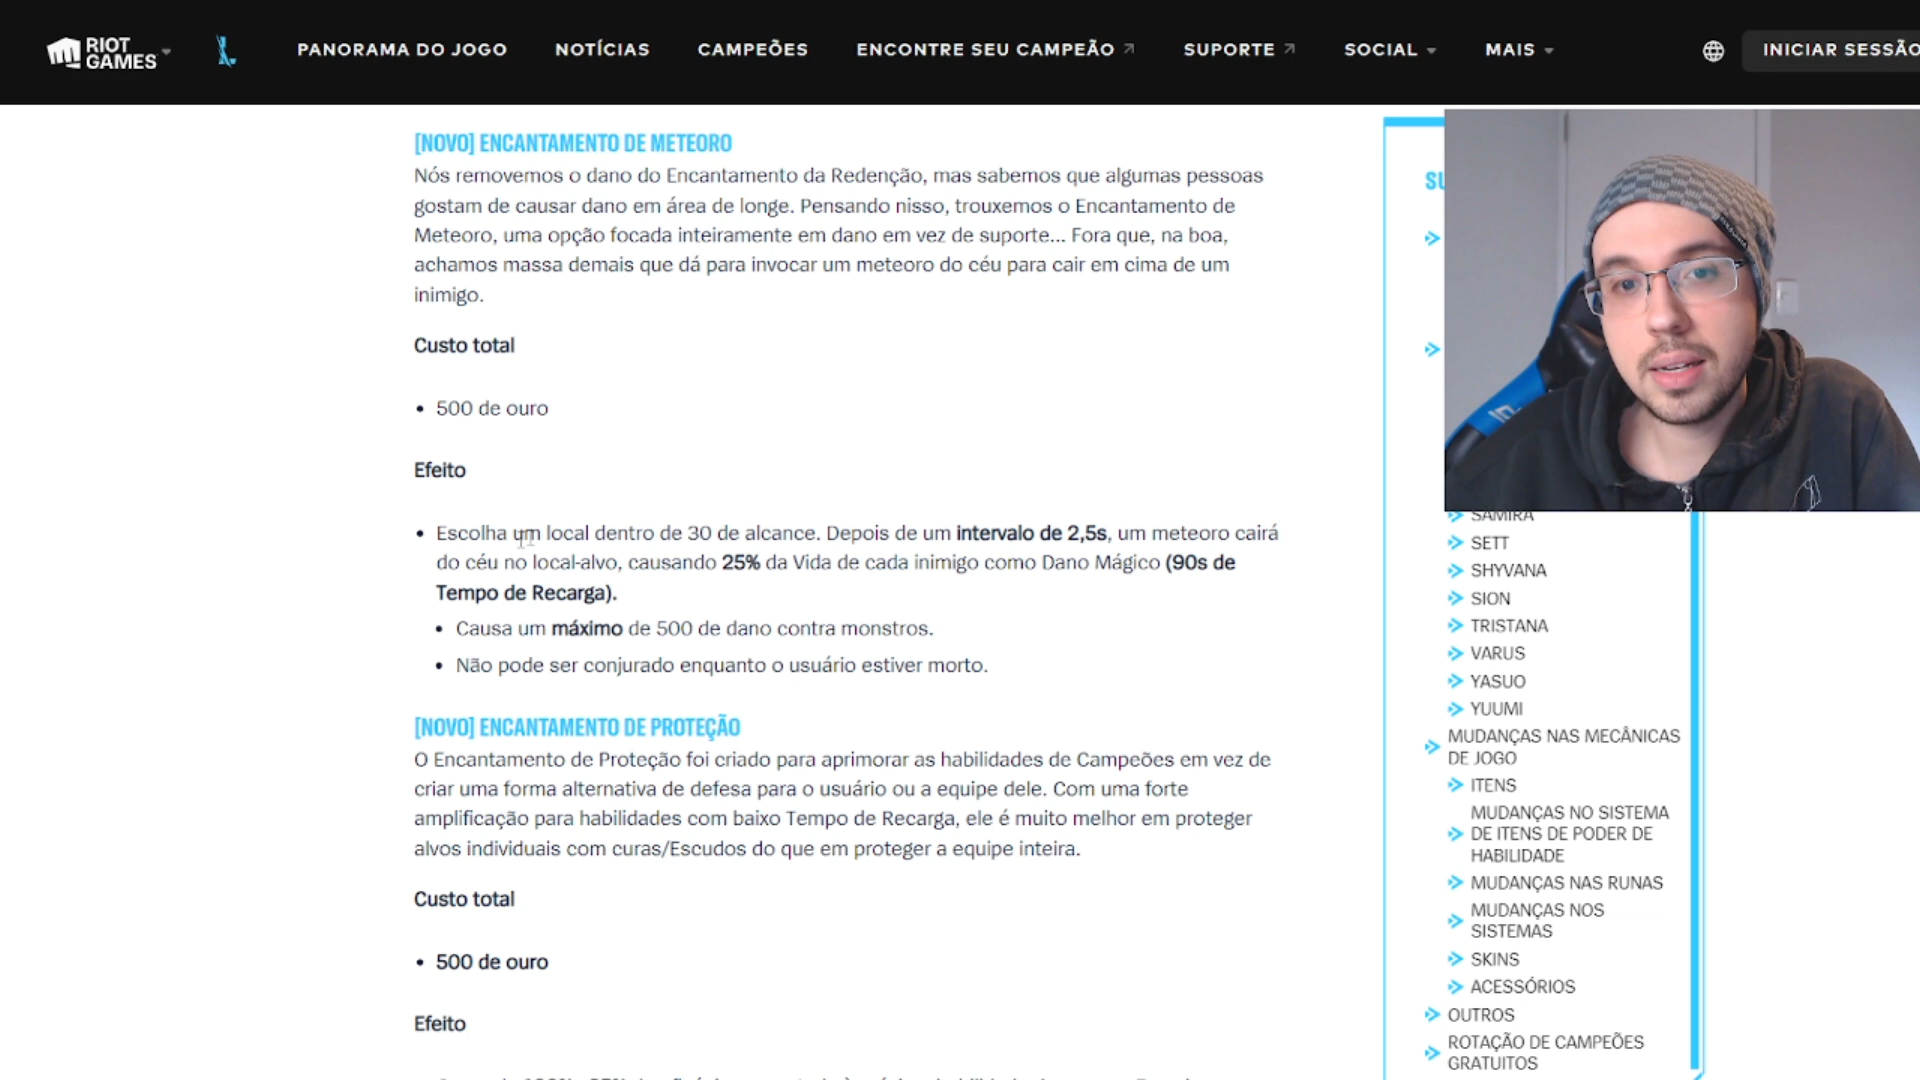 RIOT GAMES
PANORAMA DO JOGO
NOTÍCIAS
CAMPEÕES
ENCONTRE SEU CAMPEÃO
SUPORTE
SOCIAL
MAIS
INICIAR SESSÃO
[NOVO] ENCANTAMENTO DE METEORO
Nós removemos o dano do Encantamento da Redenção, mas sabemos que algumas pessoas
gostam de causar dano em área de longe. Pensando nisso, trouxemos o Encantamento de
Meteoro, uma opção focada inteiramente em dano em vez de suporte... Fora que, na boa,
achamos massa demais que dá para invocar um meteoro do céu para cair em cima de um
inimigo.
Custo total
• 500 de ouro
Efeito
• Escolha um local dentro de 30 de alcance. Depois de um intervalo de 2,5s, um meteoro cairá
do céu no local-alvo, causando 25% da Vida de cada inimigo como Dano Mágico (90s de
Tempo de Recarga).
• Causa um máximo de 500 de dano contra monstros.
• Não pode ser conjurado enquanto o usuário estiver morto.
[NOVO] ENCANTAMENTO DE PROTEÇÃO
O Encantamento de Proteção foi criado para aprimorar as habilidades de Campeões em vez de
criar uma forma alternativa de defesa para o usuário ou a equipe dele. Com uma forte
amplificação para habilidades com baixo Tempo de Recarga, ele é muito melhor em proteger
alvos individuais com curas/Escudos do que em proteger a equipe inteira.
Custo total
• 500 de ouro
Efeito
SAMIRA
SETT
SHYVANA
SION
TRISTANA
VARUS
YASUO
YUUMI
MUDANÇAS NAS MECÂNICAS
DE JOGO
ITENS
MUDANÇAS NO SISTEMA
DE ITENS DE PODER DE
HABILIDADE
MUDANÇAS NAS RUNAS
MUDANÇAS NOS
SISTEMAS
SKINS
ACESSÓRIOS
OUTROS
ROTAÇÃO DE CAMPEÕES
GRATUITOS